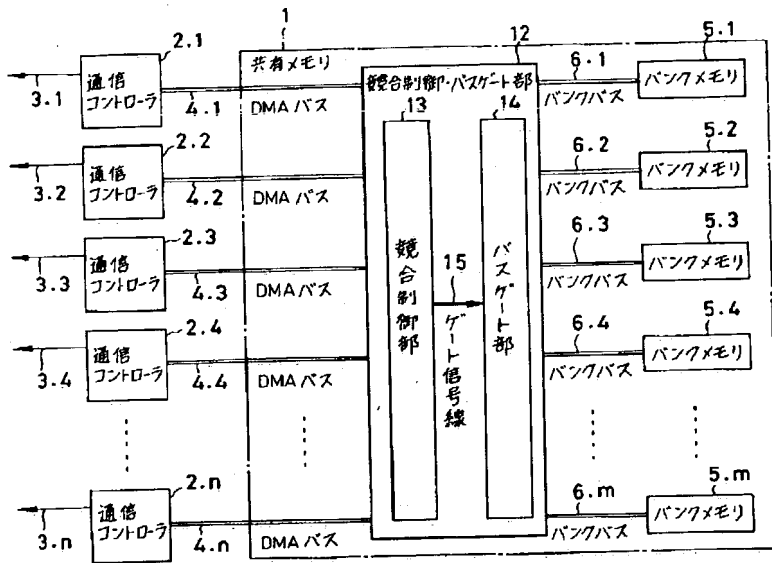 1
共有メモリ
12
競合制御・バスゲート部
13
14
競合制御部
15
ゲート信号線
バスゲート部
2.1
通信
コントローラ
3.1
4.1
DMAバス
6.1
バンクバス
5.1
バンクメモリ
2.2
通信
コントローラ
3.2
4.2
DMAバス
6.2
バンクバス
5.2
バンクメモリ
2.3
通信
コントローラ
3.3
4.3
DMAバス
6.3
バンクバス
5.3
バンクメモリ
2.4
通信
コントローラ
3.4
4.4
DMAバス
6.4
バンクバス
5.4
バンクメモリ
2.n
通信
コントローラ
3.n
4.n
DMAバス
6.m
バンクバス
5.m
バンクメモリ